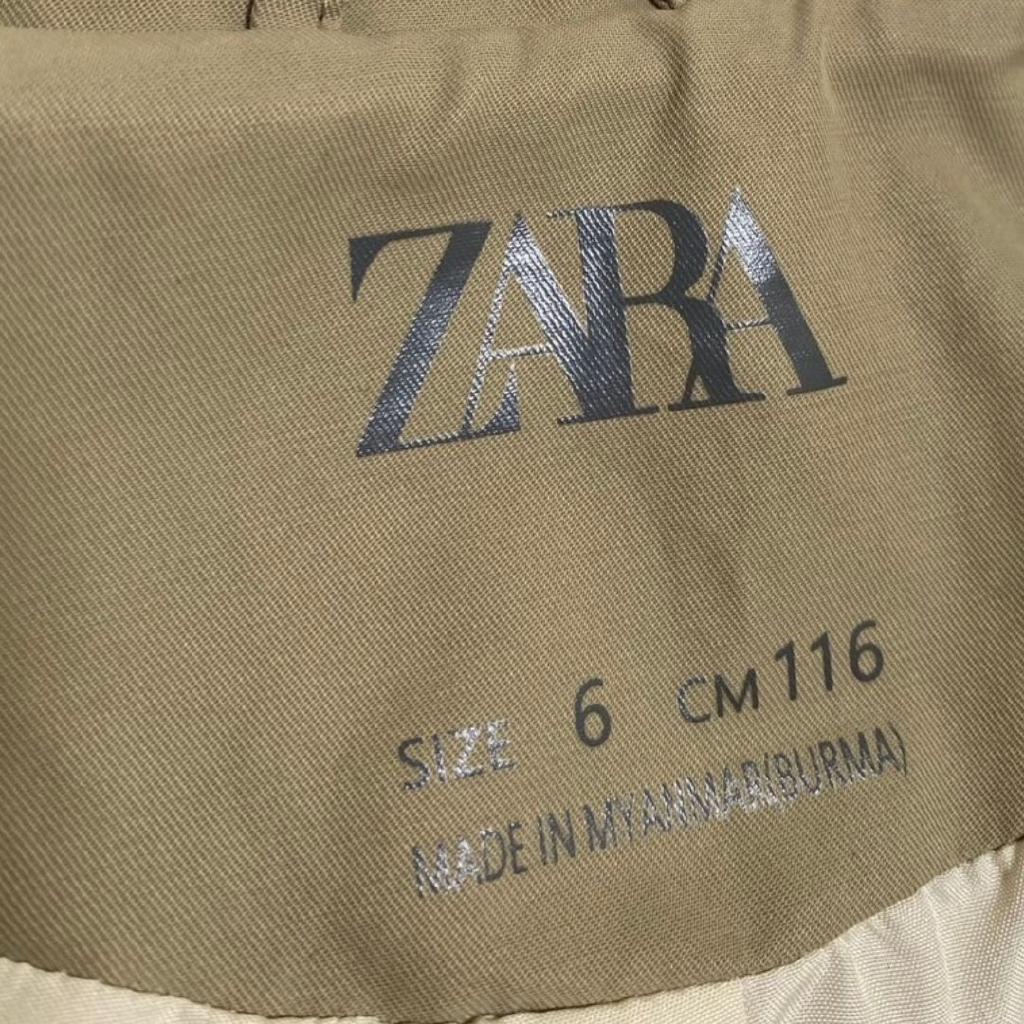 ZARA
SIZE 6 CM 116
MADE IN MYANMAR(BURMA)